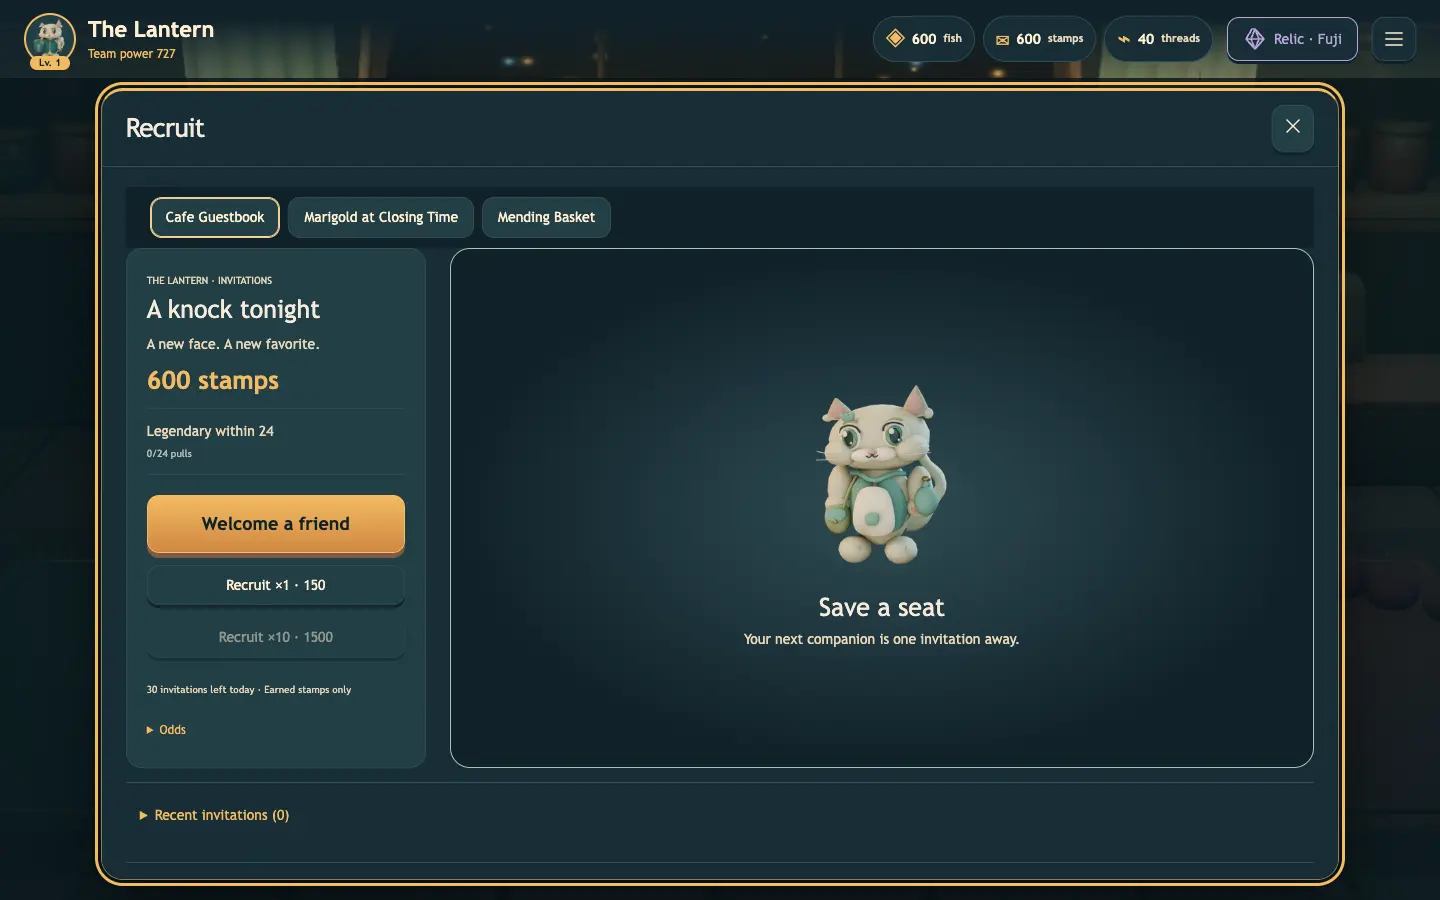 The Lantern
Team power 727
Lv. 1
600 fish
600 stamps
40 threads
Relic · Fuji
Recruit
Cafe Guestbook
Marigold at Closing Time
Mending Basket
THE LANTERN · INVITATIONS
A knock tonight
A new face. A new favorite.
600 stamps
Legendary within 24
0/24 pulls
Welcome a friend
Recruit ×1 · 150
Recruit ×10 · 1500
30 invitations left today · Earned stamps only
Odds
Save a seat
Your next companion is one invitation away.
Recent invitations (0)